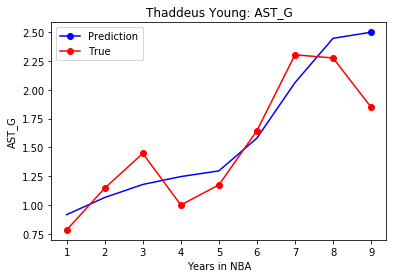 Thaddeus Young: AST_G
Prediction
True
2.50
2.25
2.00
1.75
1.50
1.25
1.00
0.75
AST_G
1 2 3 4 5 6 7 8 9
Years in NBA